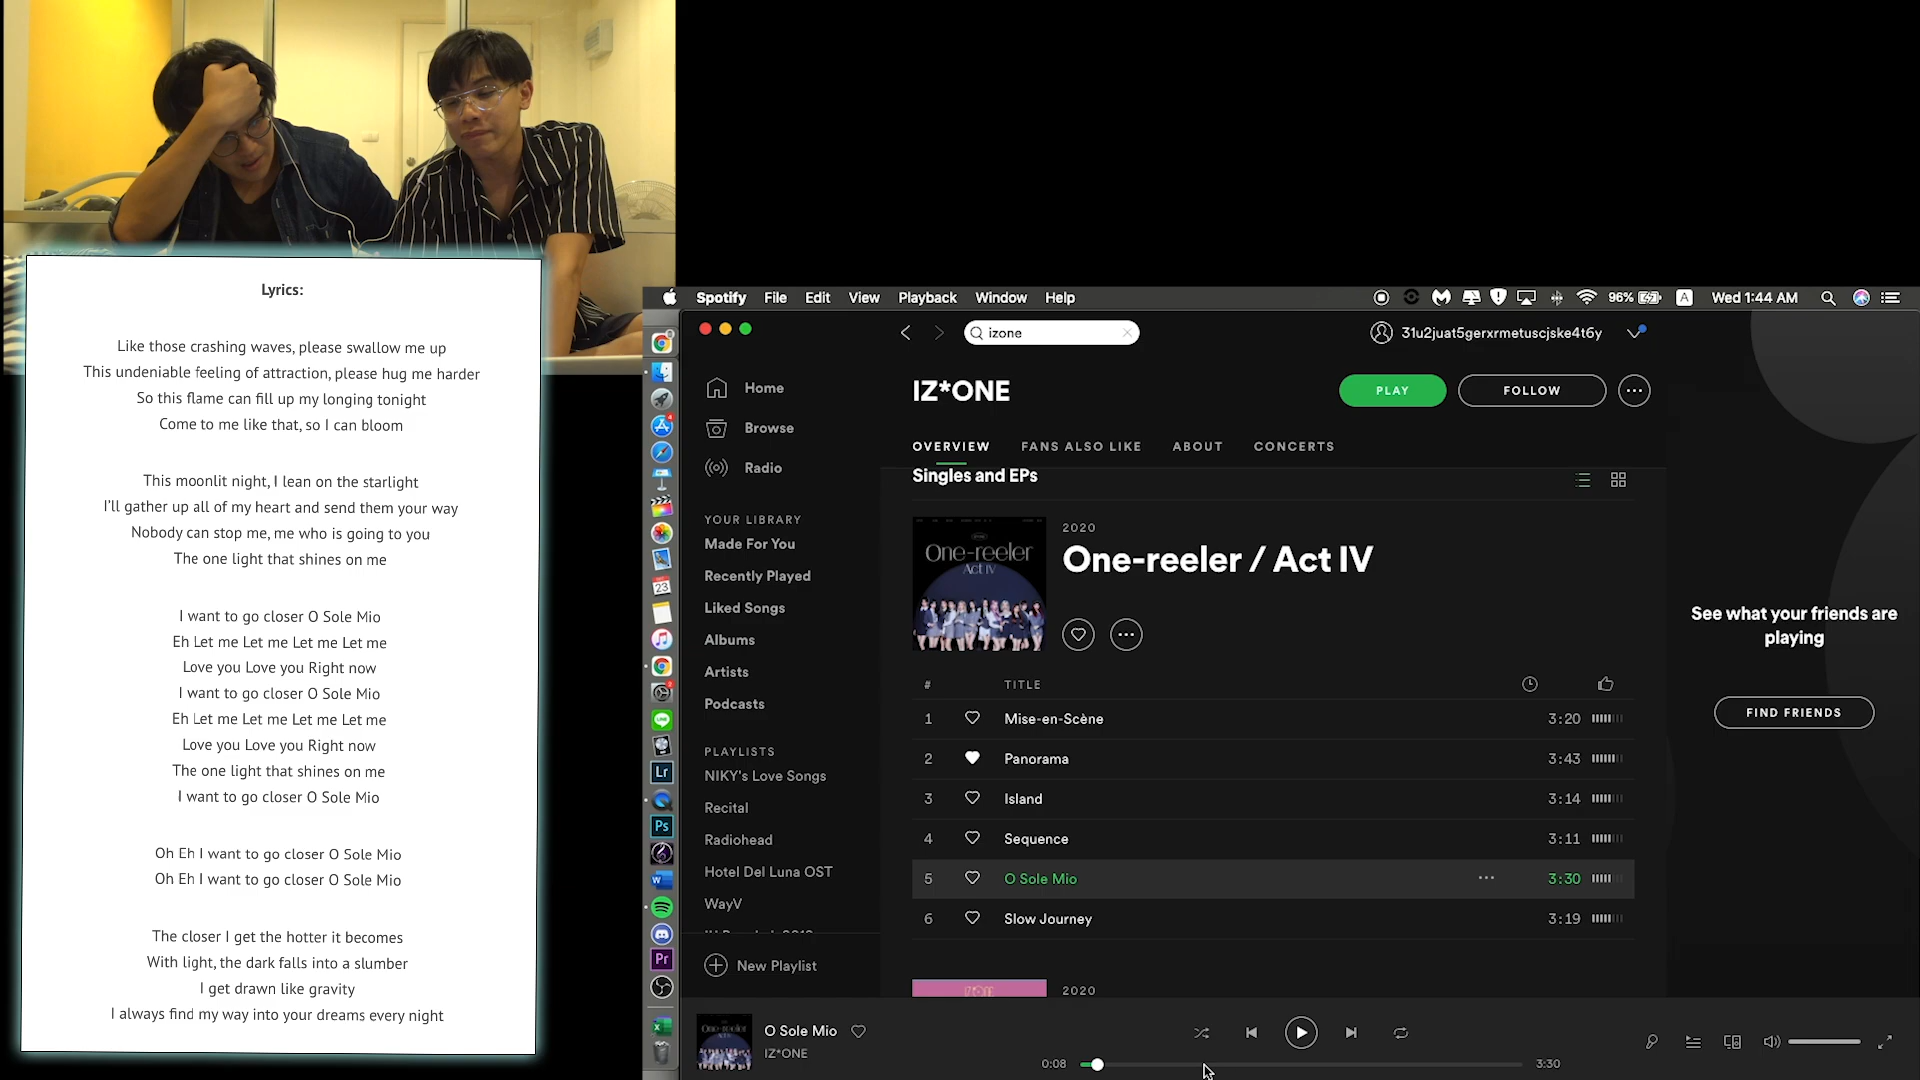 Lyrics:
Like those crashing waves, please swallow me up
This undeniable feeling of attraction, please hug me harder
So this flame can fill up my longing tonight
Come to me like that, so I can bloom
This moonlit night, I lean on the starlight
I'll gather up all of my heart and send them your way
Nobody can stop me, me who is going to you
The one light that shines on me
I want to go closer O Sole Mio
Eh Let me Let me Let me Let me
Love you Love you Right now
I want to go closer O Sole Mio
Eh Let me Let me Let me Let me
Love you Love you Right now
The one light that shines on me
I want to go closer O Sole Mio
Oh Eh I want to go closer O Sole Mio
Oh Eh I want to go closer O Sole Mio
The closer I get the hotter it becomes
With light, the dark falls into a slumber
I get drawn like gravity
I always find my way into your dreams every night
Spotify File Edit View Playback Window Help
96% A Wed 1:44 AM
izone
31u2juat5gerxrmetuscjske4t6y
Home
Browse
Radio
YOUR LIBRARY
Made For You
Recently Played
Liked Songs
Albums
Artists
Podcasts
PLAYLISTS
NIKY's Love Songs
Recital
Radiohead
Hotel Del Luna OST
WayV
New Playlist
IZ*ONE
PLAY FOLLOW
OVERVIEW FANS ALSO LIKE ABOUT CONCERTS
Singles and EPs
One-reeler
Act IV
2020
One-reeler / Act IV
# TITLE
1 Mise-en-Scène 3:20
2 Panorama 3:43
3 Island 3:14
4 Sequence 3:11
5 O Sole Mio 3:30
6 Slow Journey 3:19
2020
See what your friends are
playing
FIND FRIENDS
23
Lr
Ps
W
Pr
One-reeler
O Sole Mio
IZ*ONE
0:08 3:30